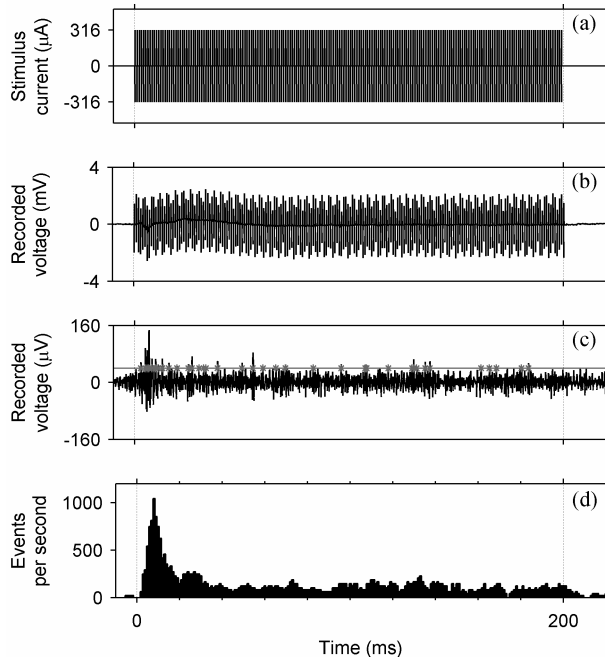 (a)
Stimulus
current (μA)
316
0
-316
(b)
Recorded
voltage (mV)
4
0
-4
(c)
Recorded
voltage (μV)
160
0
-160
(d)
Events
per second
1000
500
0
0
200
Time (ms)